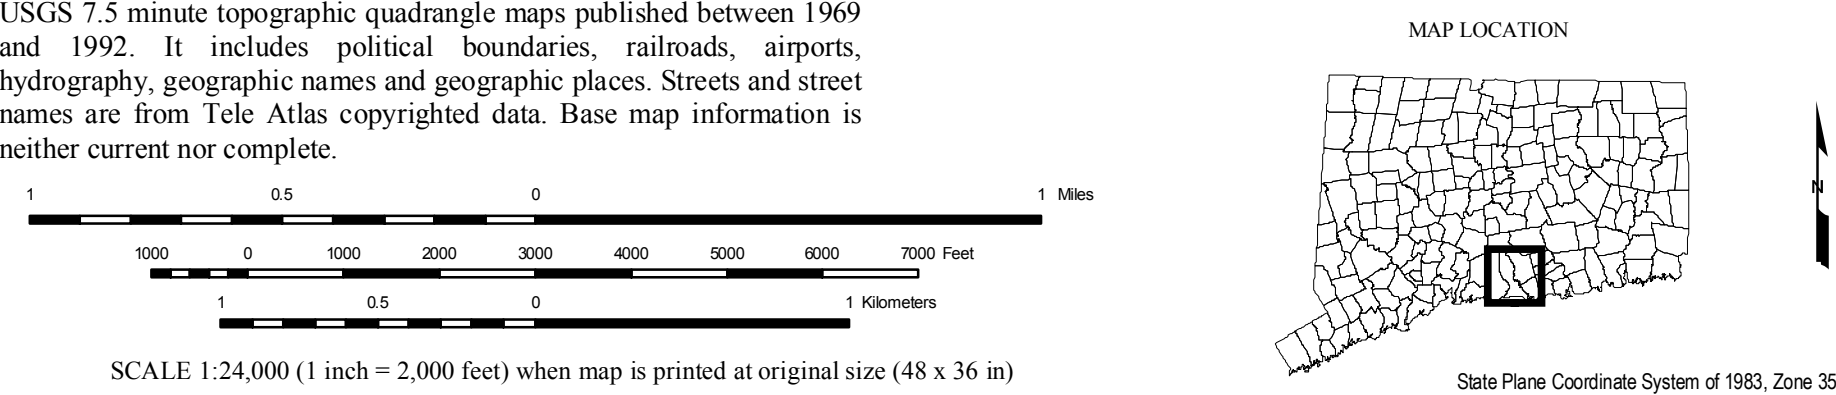 USGS 7.5 minute topographic quadrangle maps published between 1969
and 1992. It includes political boundaries, railroads, airports,
hydrography, geographic names and geographic places. Streets and street
names are from Tele Atlas copyrighted data. Base map information is
neither current nor complete.
1 0.5 0 1 Miles
1000 0 1000 2000 3000 4000 5000 6000 7000 Feet
1 0.5 0 1 Kilometers
SCALE 1:24,000 (1 inch = 2,000 feet) when map is printed at original size (48 x 36 in)
MAP LOCATION
N
State Plane Coordinate System of 1983, Zone 35